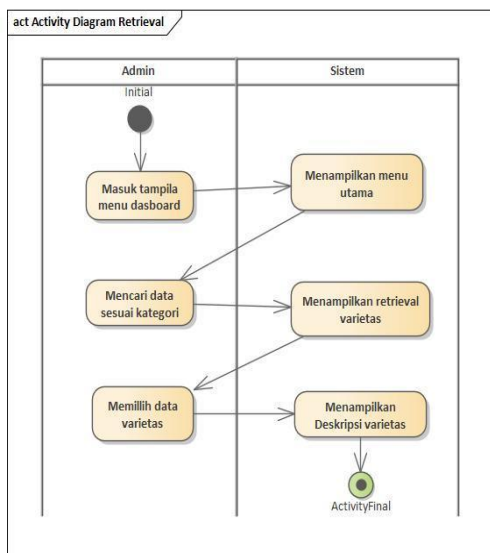 act Activity Diagram Retrieval
Admin
Sistem
Initial
Masuk tampila
menu dasboard
Menampilkan menu
utama
Mencari data
sesuai kategori
Menampilkan retrieval
varietas
Memillih data
varietas
Menampilkan
Deskripsi varietas
ActivityFinal